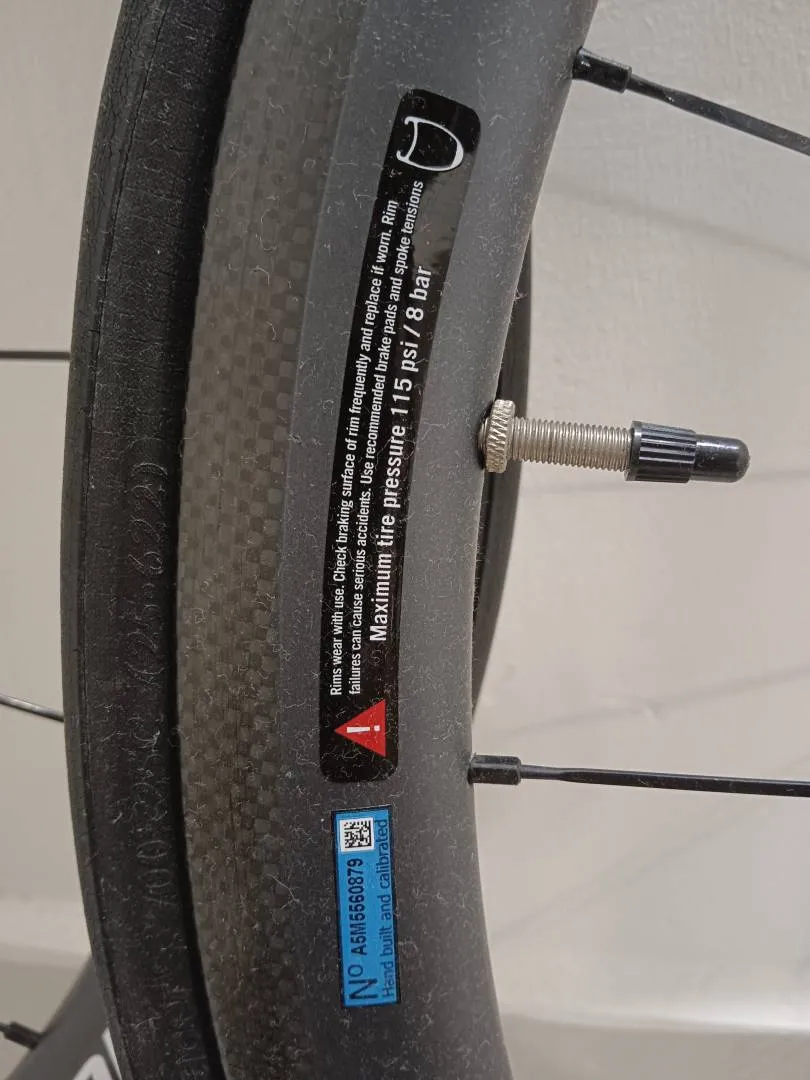 Rims wear with use. Check braking surface of rim frequently and replace if worn. Rim
failures can cause serious accidents. Use recommended brake pads and spoke tensions
Maximum tire pressure 115 psi / 8 bar
!
Nº A5M5560879
Hand built and calibrated
(25-622)